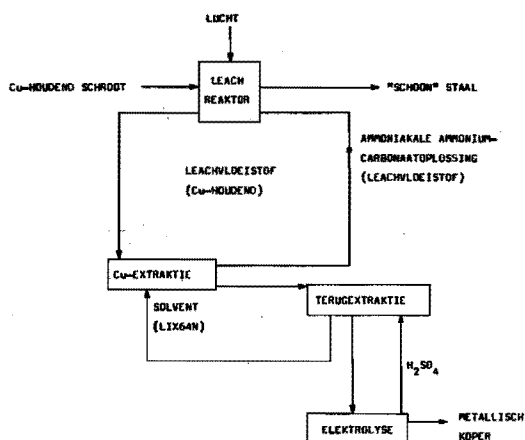 LUCHT
Cu-HOUDEND SCHROOT
LEACH
REAKTOR
"SCHOON" STAAL
AMMONIAKALE AMMONIUM-
CARBONAATOPLOSSING
(LEACHVLOEISTOF)
LEACHVLOEISTOF
(Cu-HOUDEND)
Cu-EXTRAKTIE
SOLVENT
(LIX64N)
TERUGEXTRAKTIE
H2SO4
ELEKTROLYSE
METALLISCH
KOPER